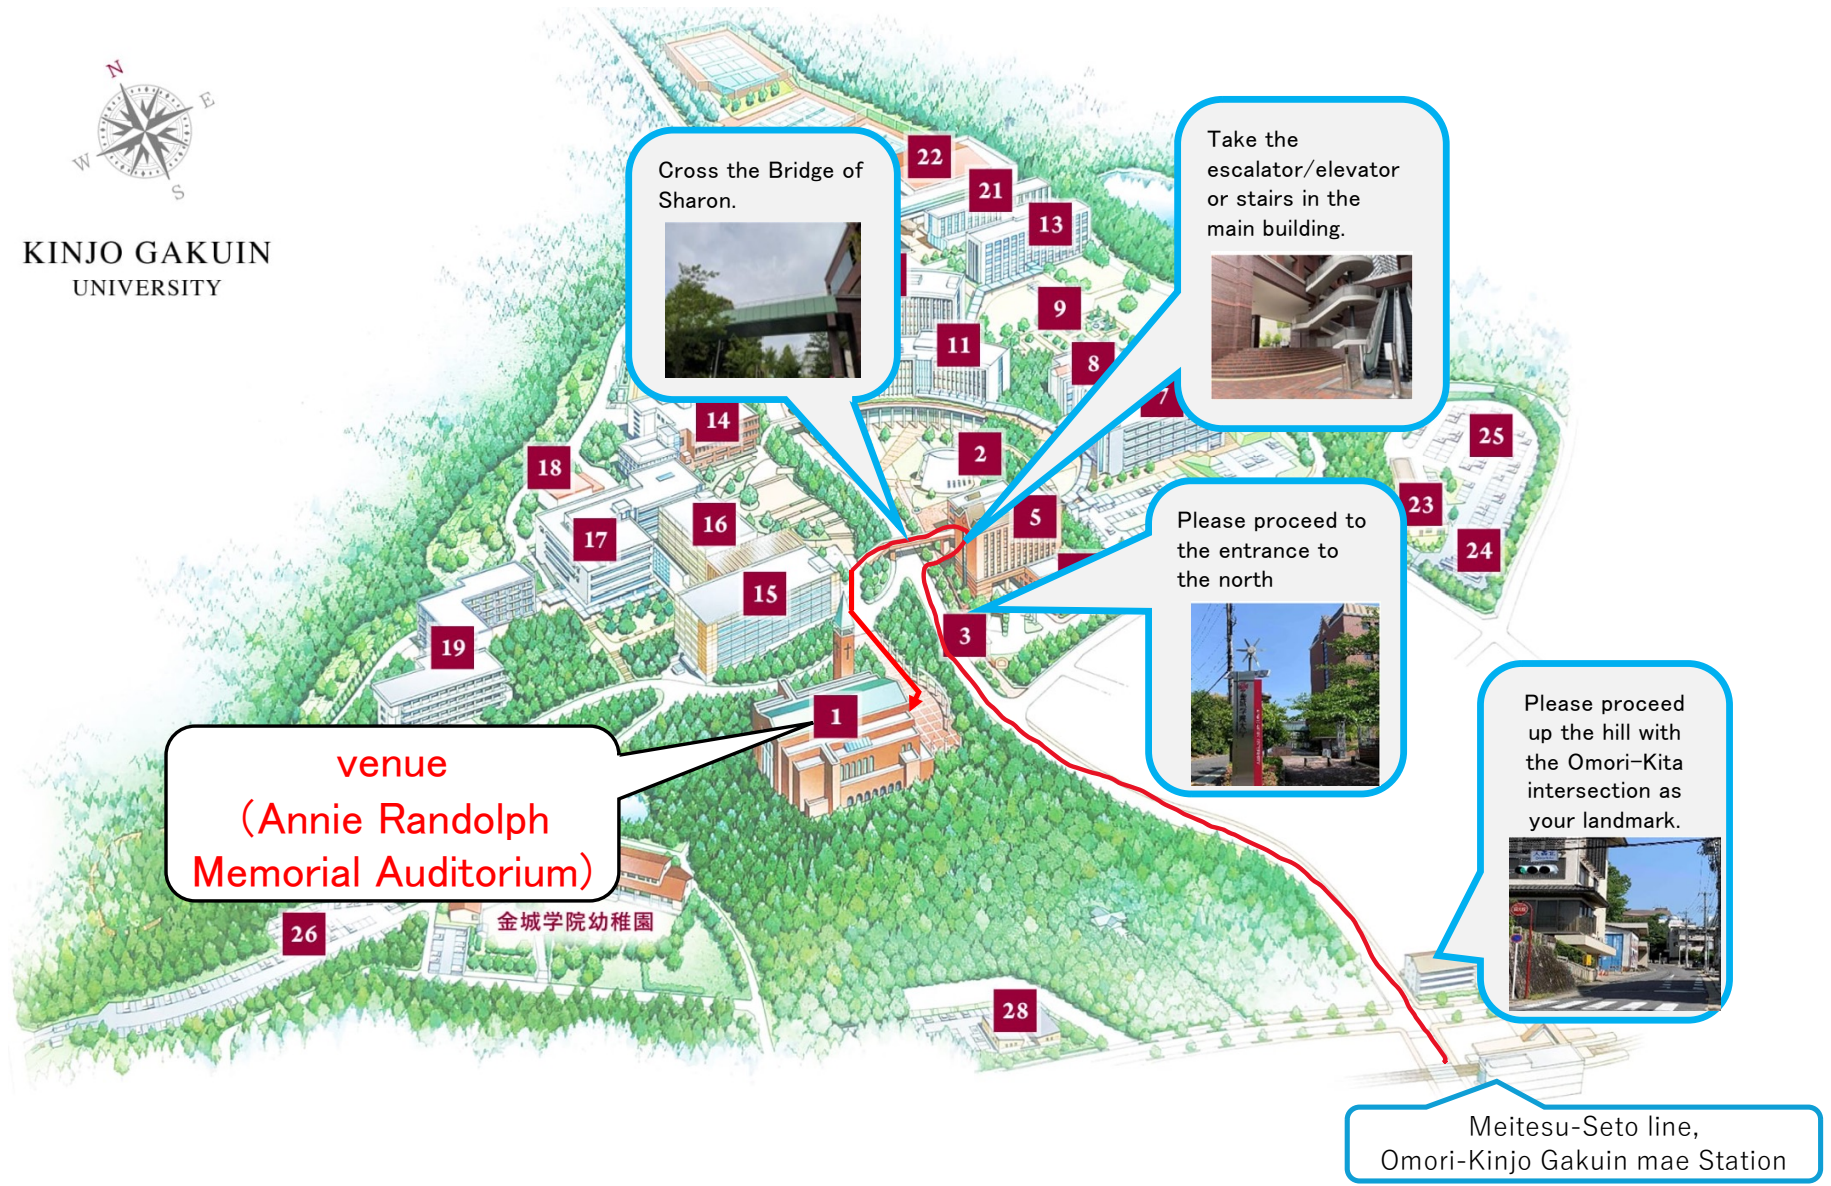 N
E
W
S
KINJO GAKUIN
UNIVERSITY
Cross the Bridge of
Sharon.
Take the
escalator/elevator
or stairs in the
main building.
22
21
13
9
11
8
7
14
2
25
18
5
23
16
17
24
Please proceed to
the entrance to
the north
15
3
19
1
Please proceed
up the hill with
the Omori-Kita
intersection as
your landmark.
venue
(Annie Randolph
Memorial Auditorium)
26
金城学院幼稚園
28
Meitesu-Seto line,
Omori-Kinjo Gakuin mae Station